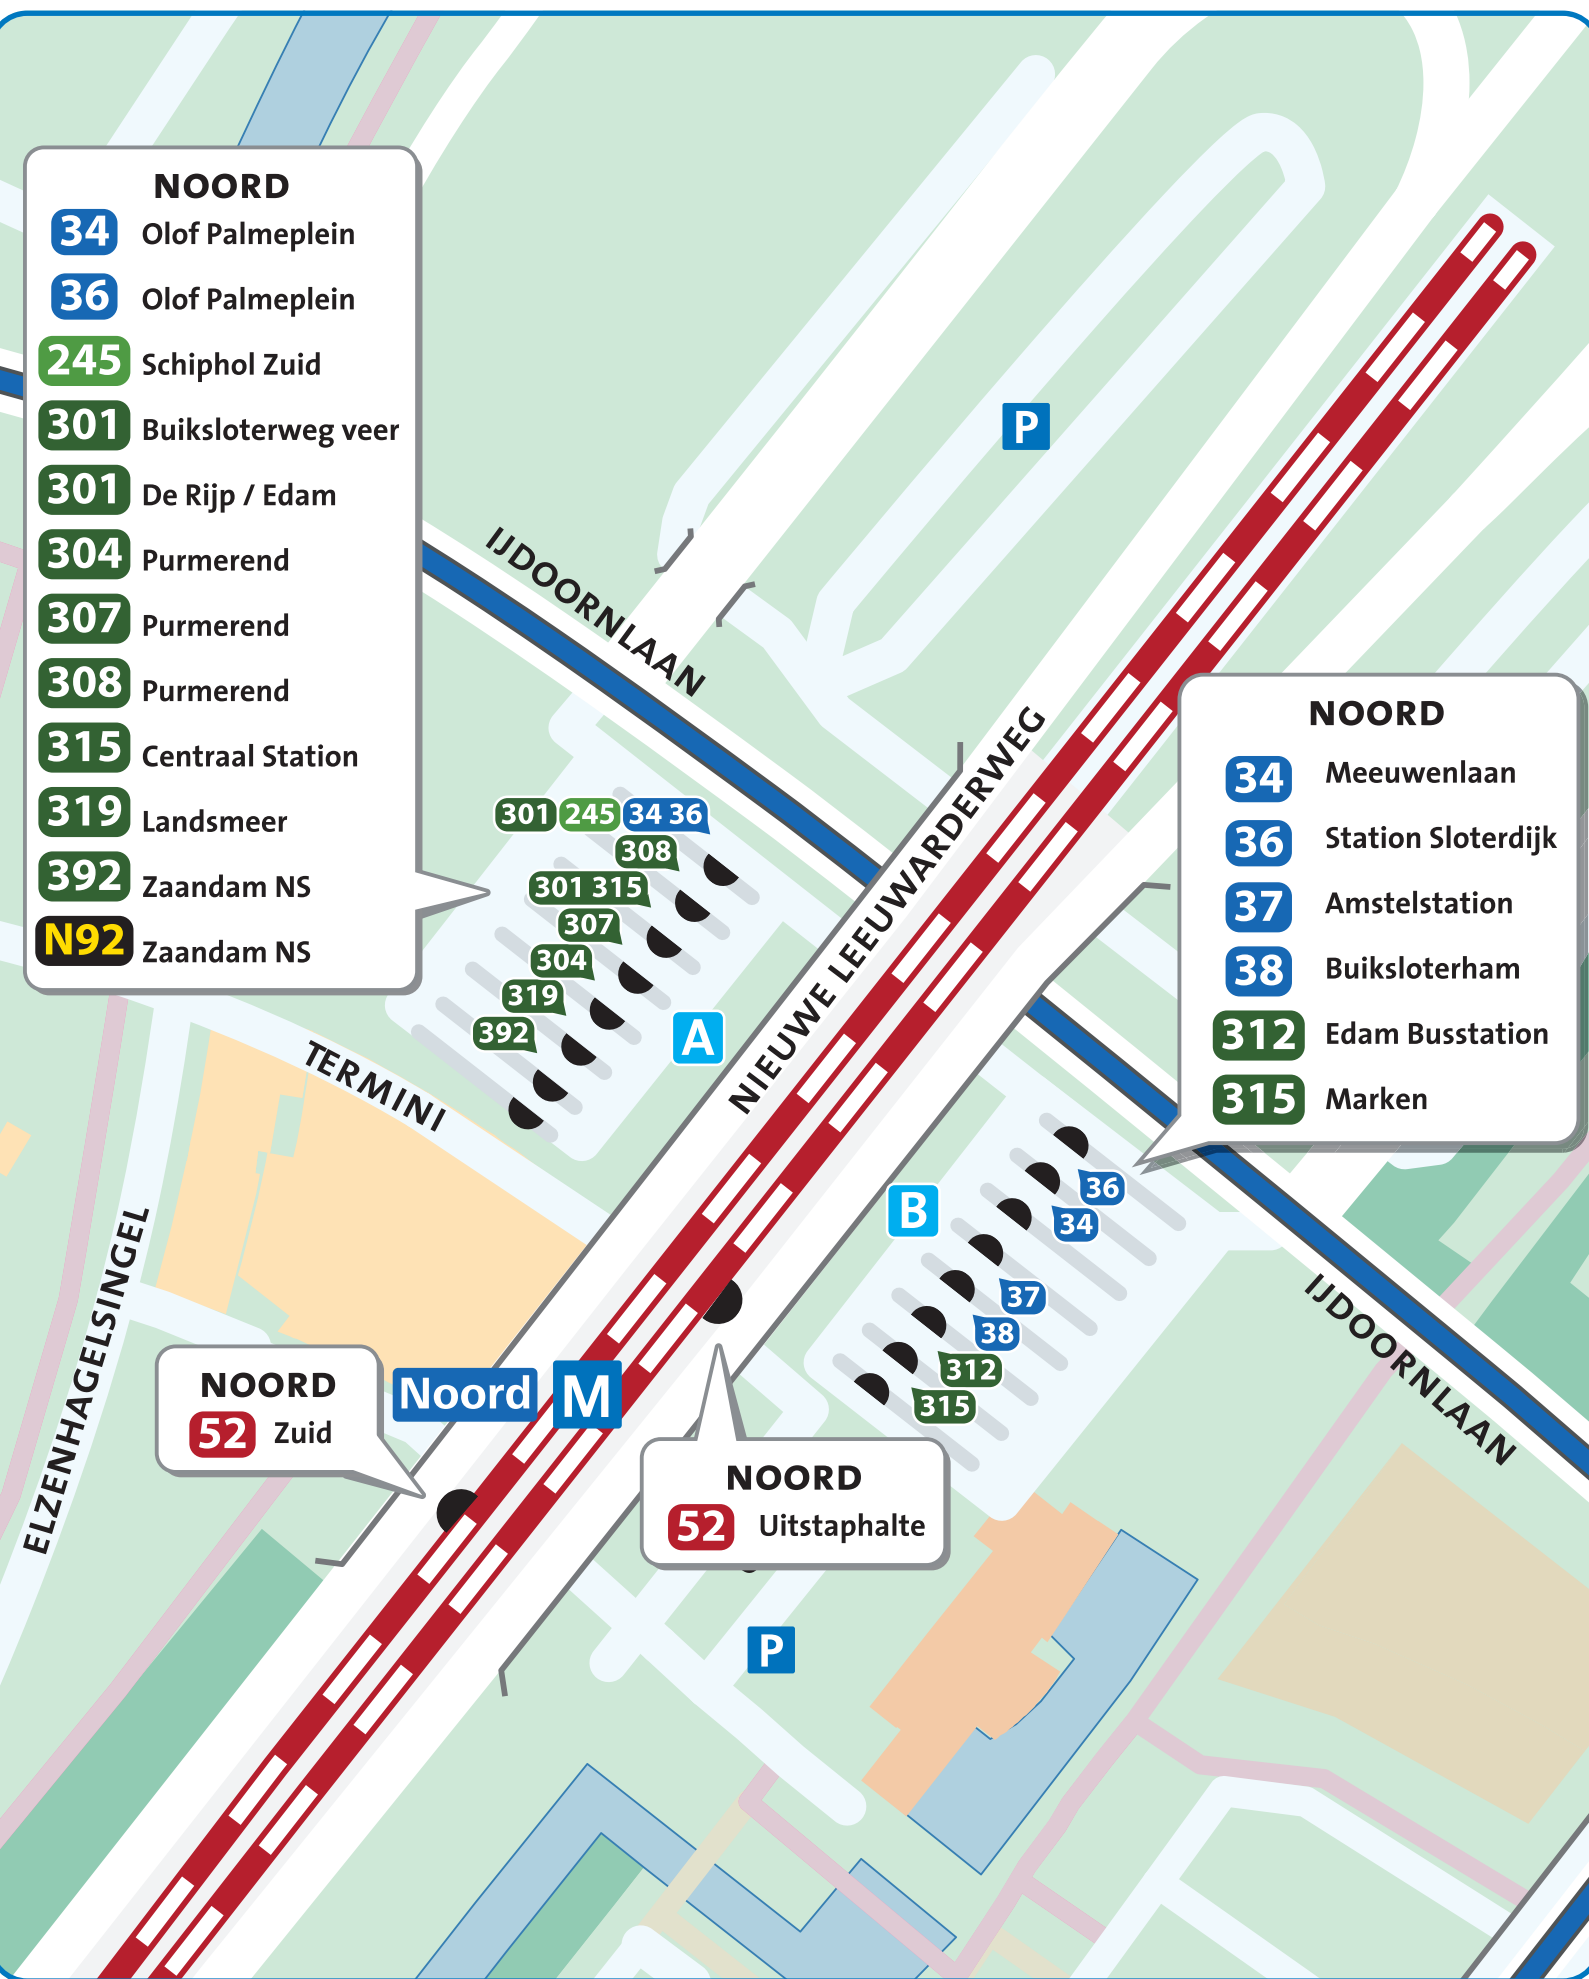 NOORD
34 Olof Palmeplein
36 Olof Palmeplein
245 Schiphol Zuid
301 Buiksloterweg veer
301 De Rijp / Edam
304 Purmerend
307 Purmerend
308 Purmerend
315 Centraal Station
319 Landsmeer
392 Zaandam NS
N92 Zaandam NS
P
IJDOORNLAAN
NIEUWE LEEUWARDERWEG
301 245 34 36
308
301 315
307
304
319
392
A
TERMINI
ELZENHAGELSINGEL
NOORD
34 Meeuwenlaan
36 Station Sloterdijk
37 Amstelstation
38 Buiksloterham
312 Edam Busstation
315 Marken
B
36
34
37
38
312
315
IJDOORNLAAN
NOORD
52 Zuid
Noord M
NOORD
52 Uitstaphalte
P